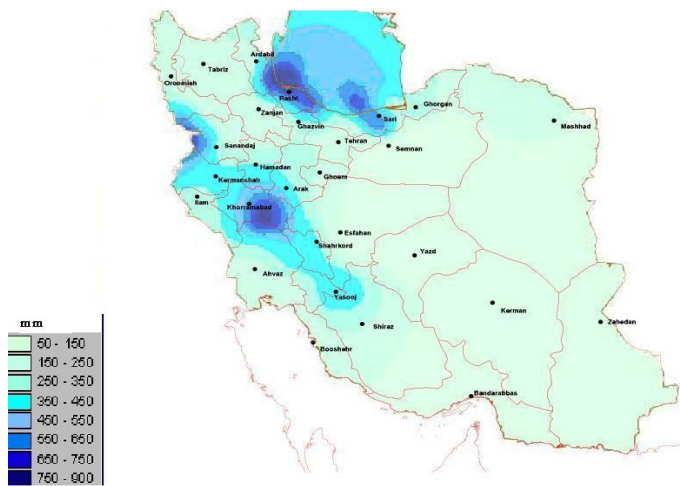 Ardabil
Tabriz
Oroomieh
Rasht
Zanjan
Ghazvin
Ghorgan
Sari
Mashhad
Tehran
Semnan
Sanandaj
Hamadan
Kermanshah
Ghoem
Arak
Ilam
Khorramabad
Esfahan
Shahrkord
Yazd
Ahvaz
Yasooj
Kerman
Zahedan
Shiraz
Booshehr
Bandarabbas
mm
50 - 150
150 - 250
250 - 350
350 - 450
450 - 550
550 - 650
650 - 750
750 - 900